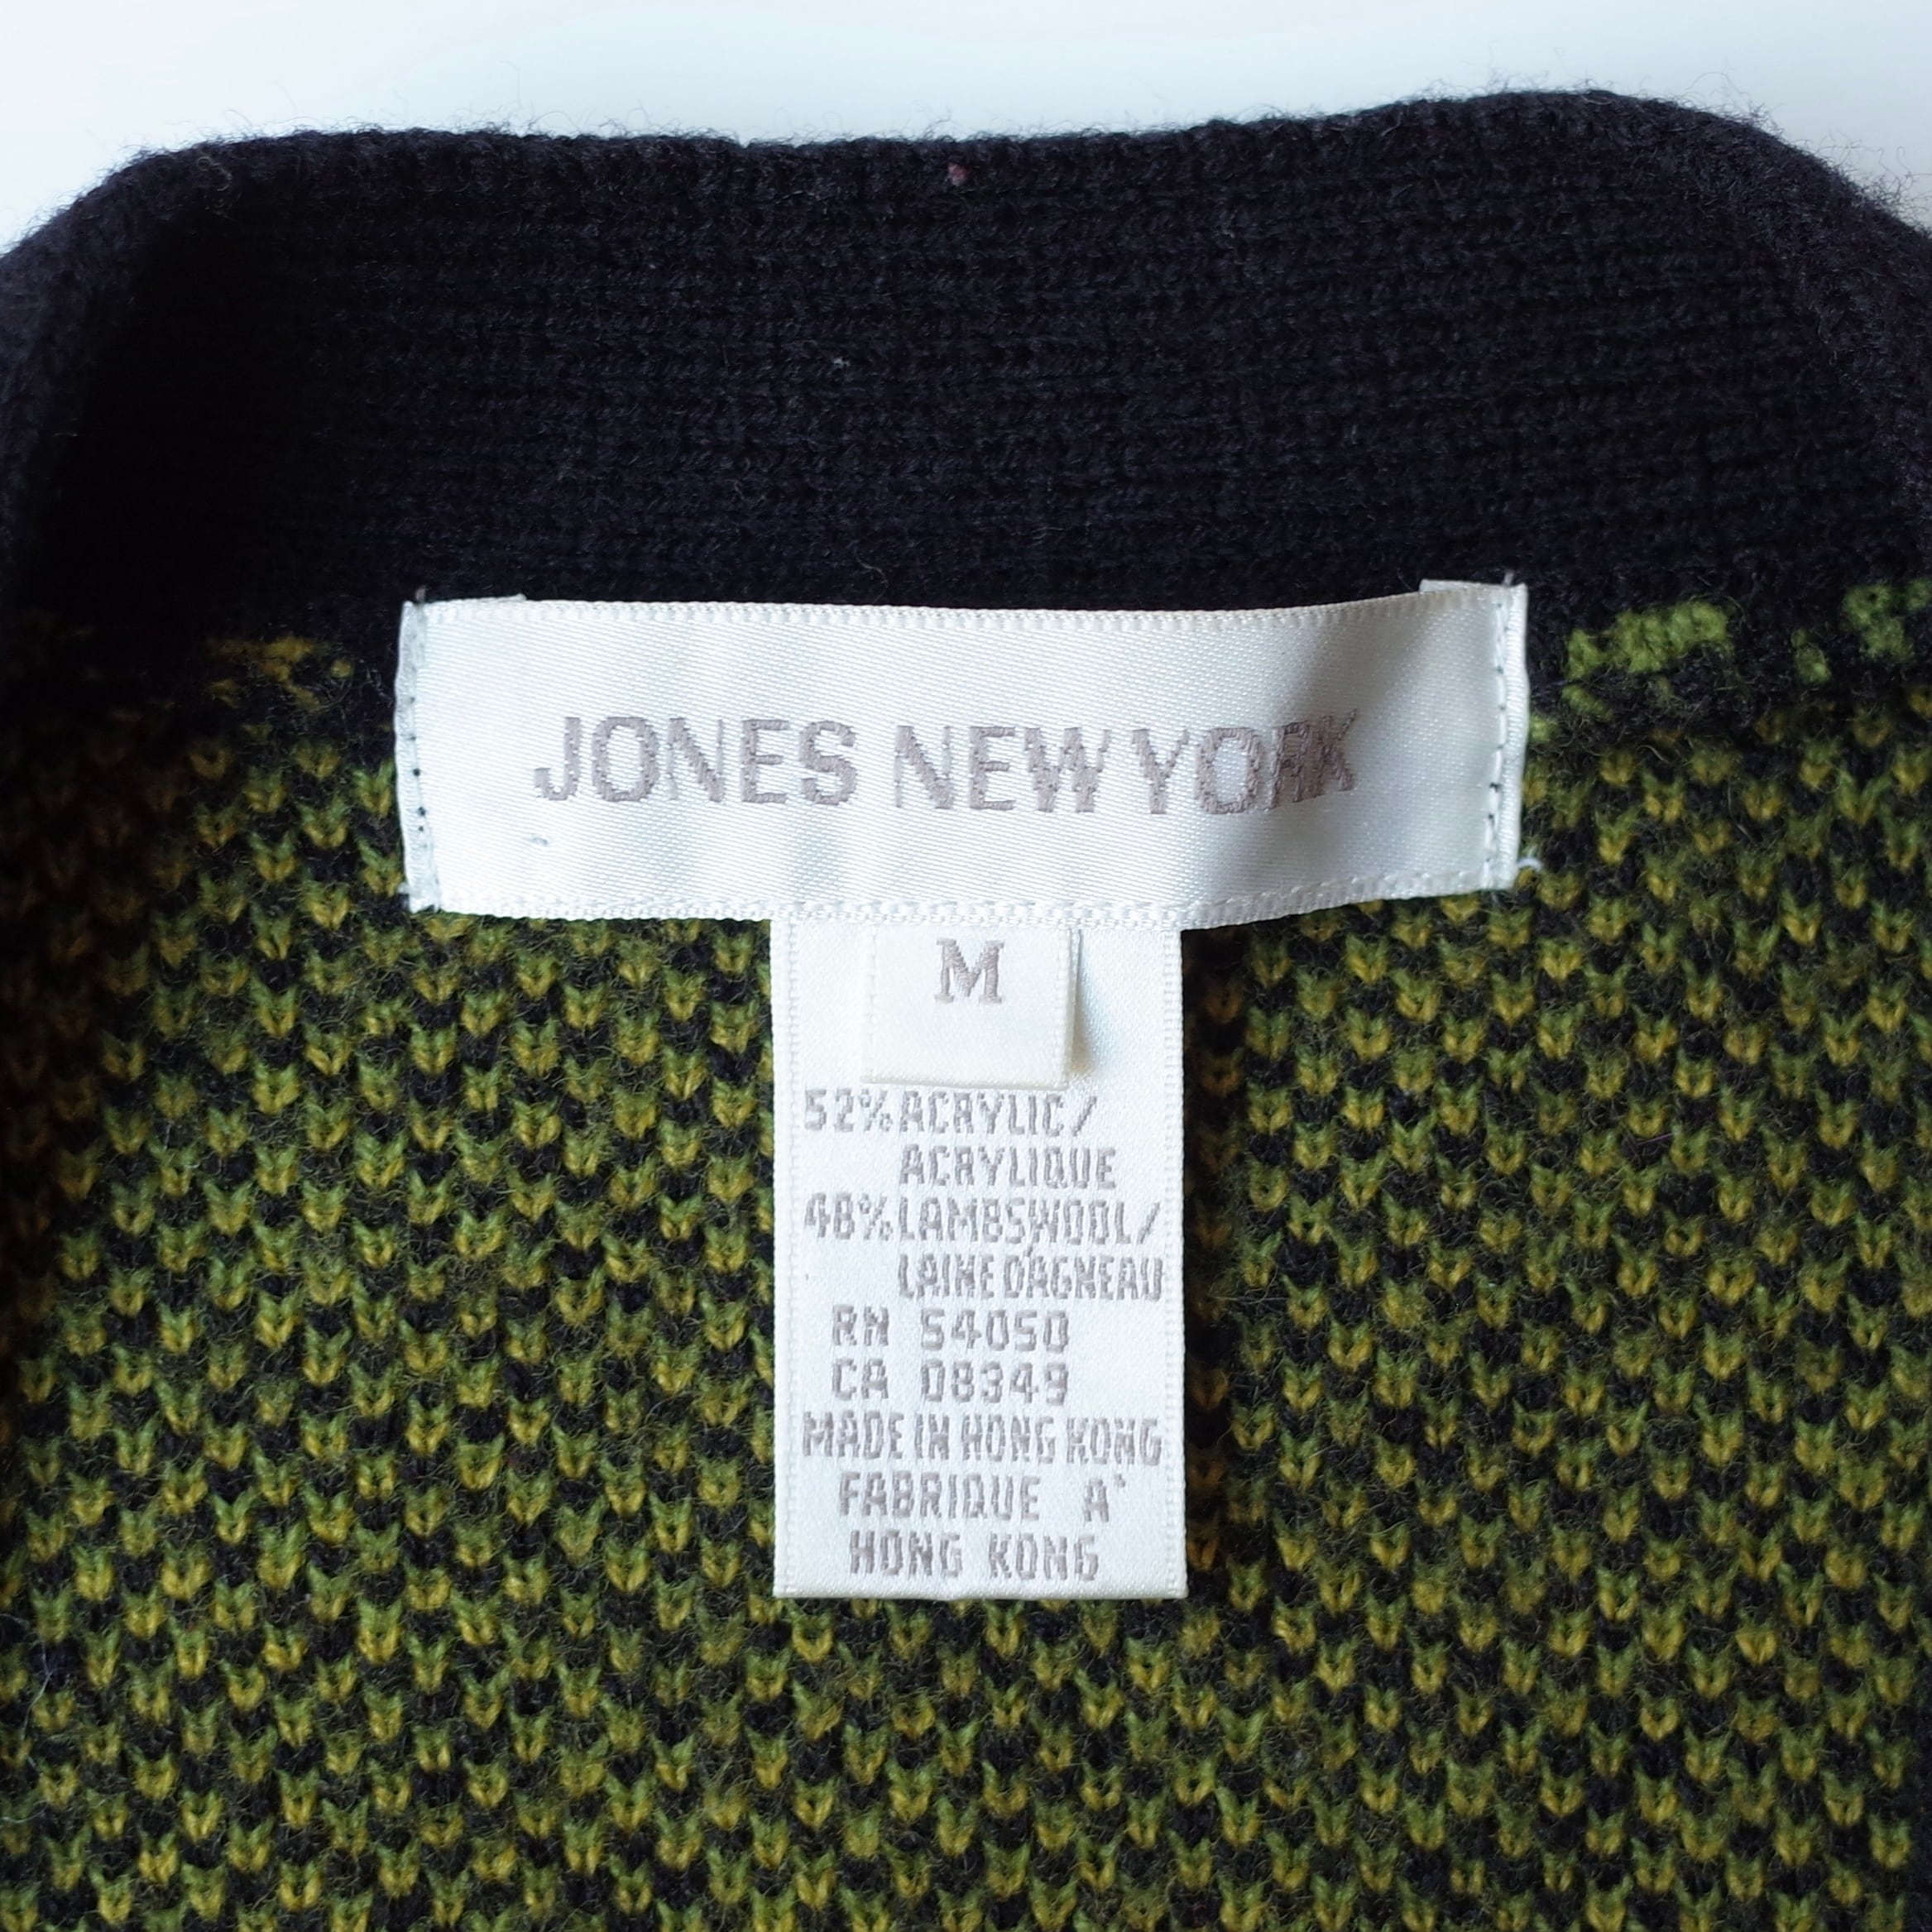 JONES NEW YORK
M
52% ACRYLIC/
ACRYLIQUE
48% LAMBSWOOL/
LAINE D'AGNEAU
RN 54050
CA 08349
MADE IN HONG KONG
FABRIQUE A`
HONG KONG